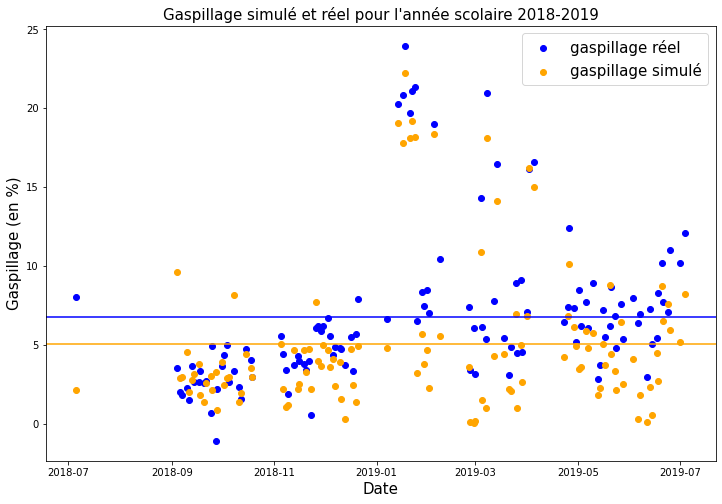 Gaspillage simulé et réel pour l'année scolaire 2018-2019
gaspillage réel
gaspillage simulé
Gaspillage (en %)
25
20
15
10
5
0
2018-07 2018-09 2018-11 2019-01 2019-03 2019-05 2019-07
Date